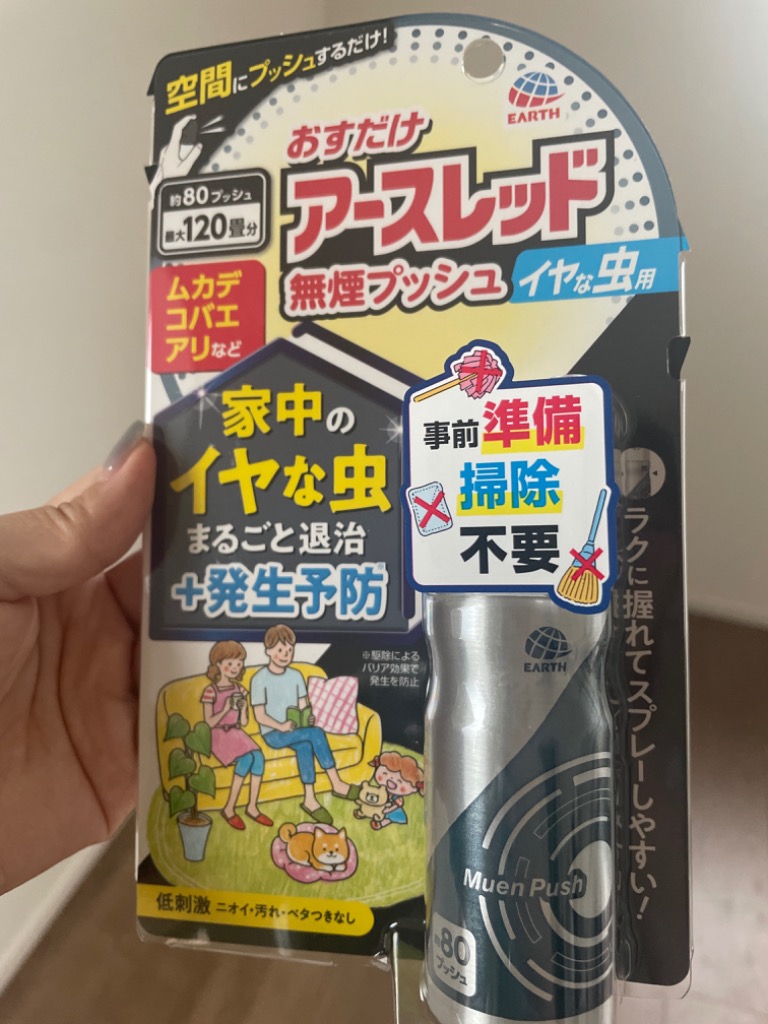 空間にプッシュするだけ!
EARTH
おすだけ
アースレッド
無煙プッシュ
イヤな虫用
約80プッシュ
最大120畳分
ムカデ
コバエ
アリなど
家中の
イヤな虫
まるごと退治
+発生予防※
※駆除による
バリア効果で
発生を防止
事前準備
掃除
不要
ラクに握れてスプレーしやすい!
EARTH
Muen Push
約80
プッシュ
低刺激 ニオイ・汚れ・ベタつきなし